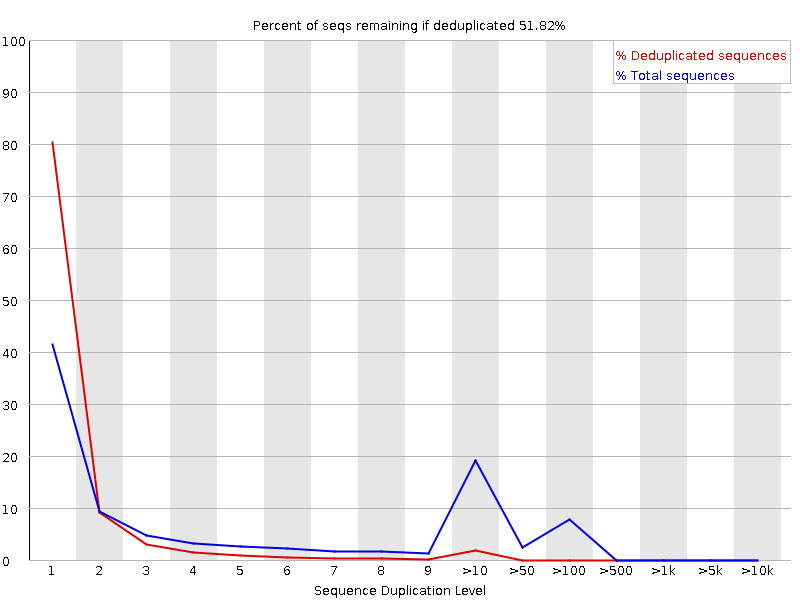 Percent of seqs remaining if deduplicated 51.82%
% Deduplicated sequences
% Total sequences
100
90
80
70
60
50
40
30
20
10
0
1 2 3 4 5 6 7 8 9 >10 >50 >100 >500 >1k >5k >10k
Sequence Duplication Level